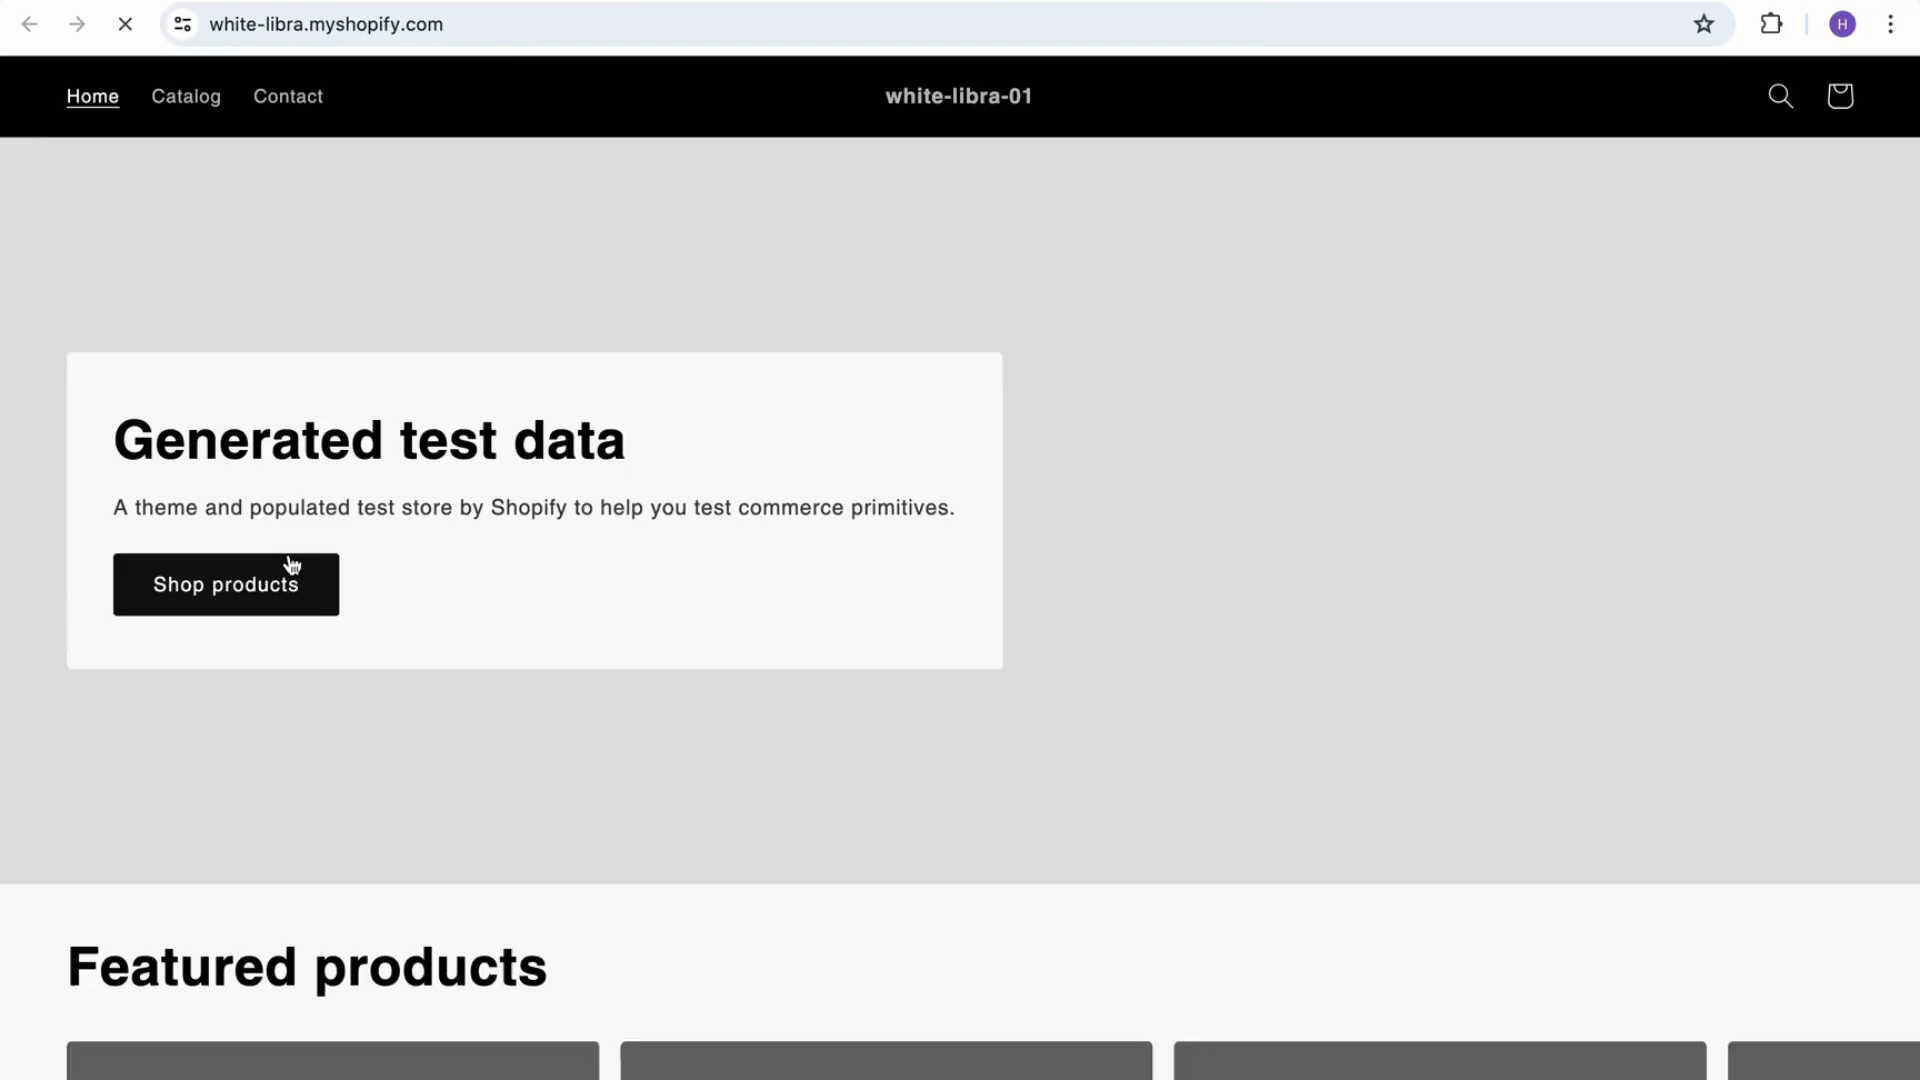 white-libra.myshopify.com
H
Home Catalog Contact white-libra-01
Generated test data
A theme and populated test store by Shopify to help you test commerce primitives.
Shop products
Featured products